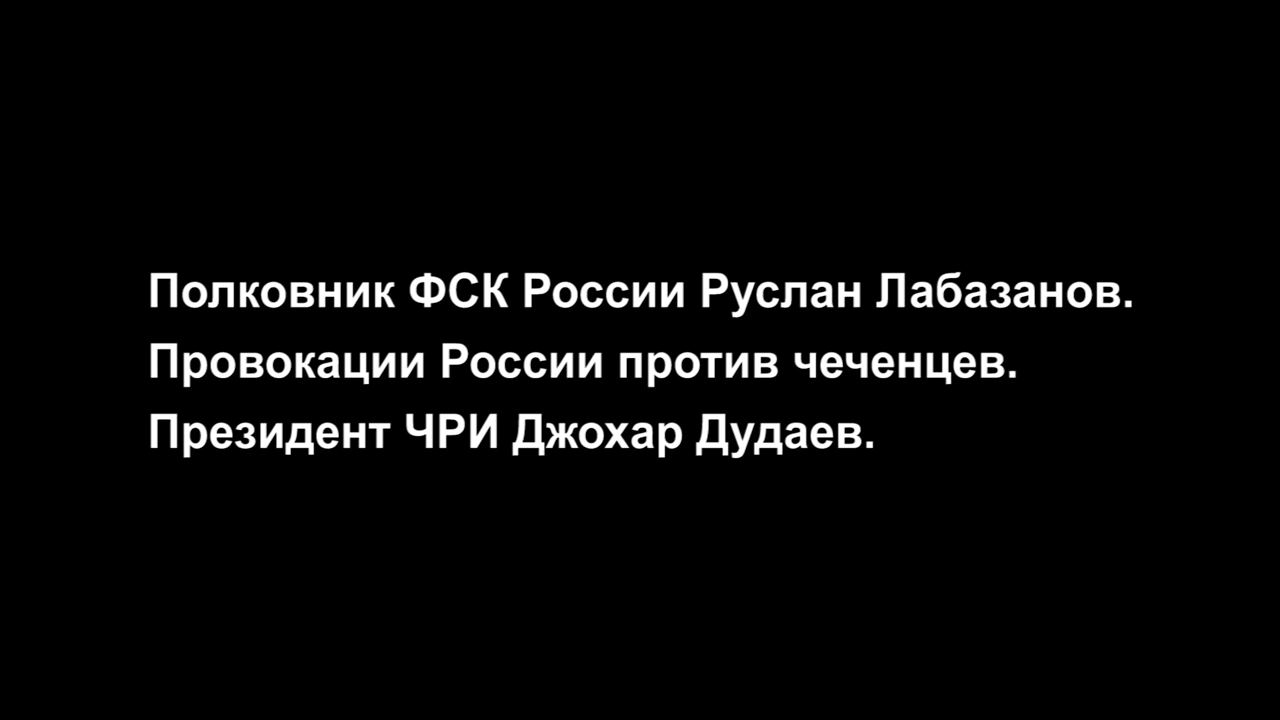 Полковник ФСК России Руслан Лабазанов.
Провокации России против чеченцев.
Президент ЧРИ Джохар Дудаев.